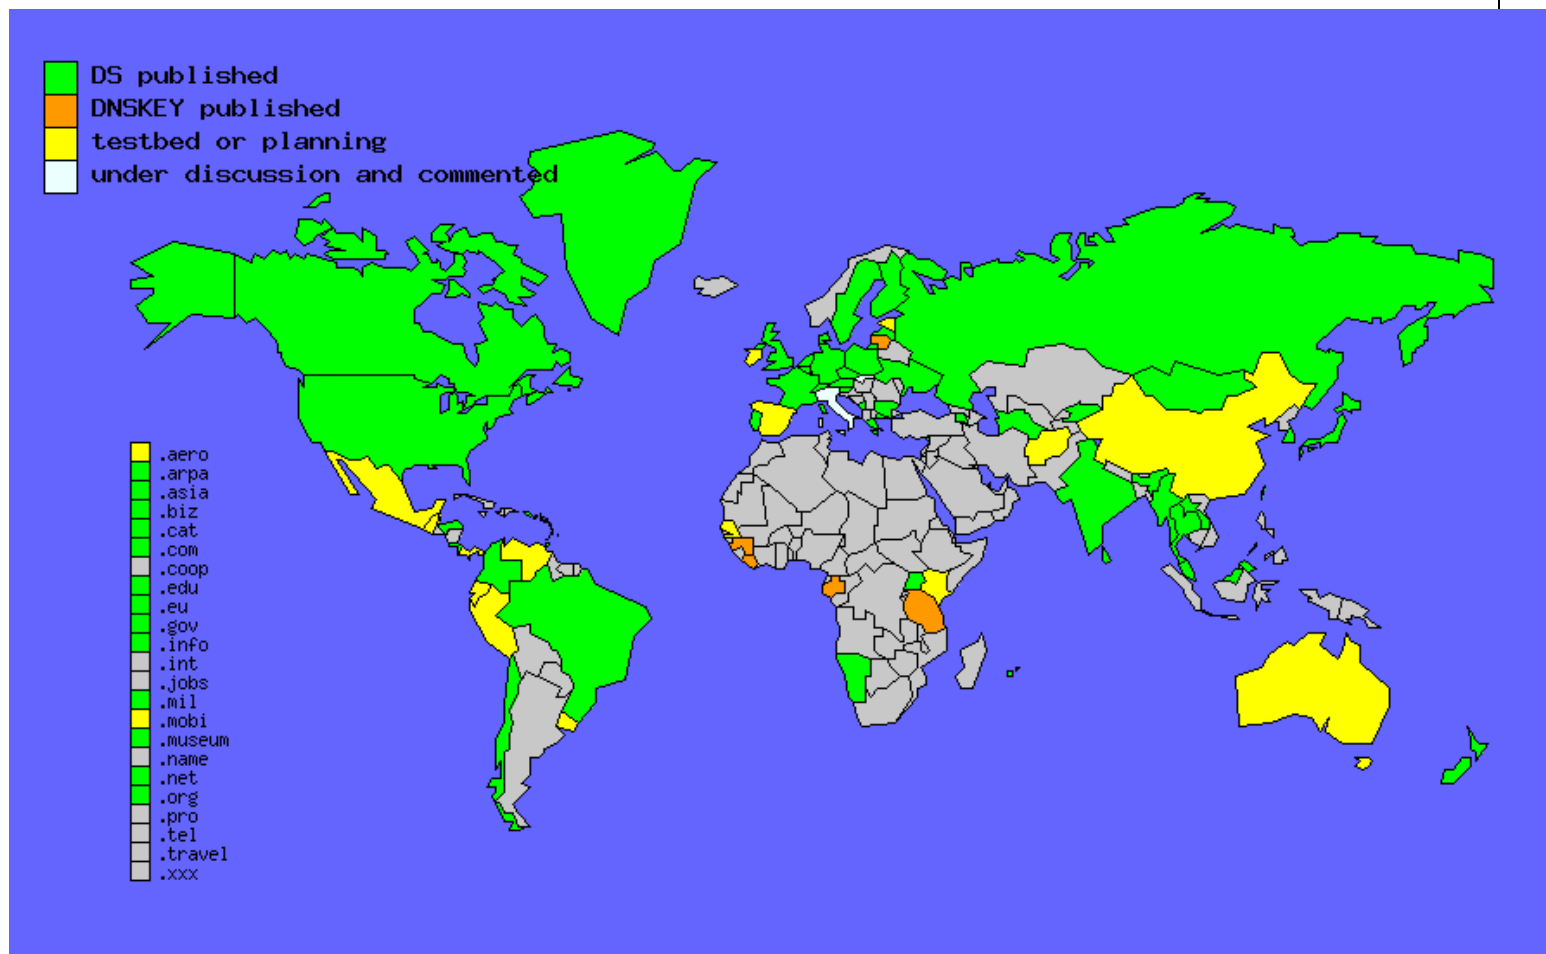 DS published
DNSKEY published
testbed or planning
under discussion and commented
.aero
.arpa
.asia
.biz
.cat
.com
.coop
.edu
.eu
.gov
.info
.int
.jobs
.mil
.mobi
.museum
.name
.net
.org
.pro
.tel
.travel
.xxx